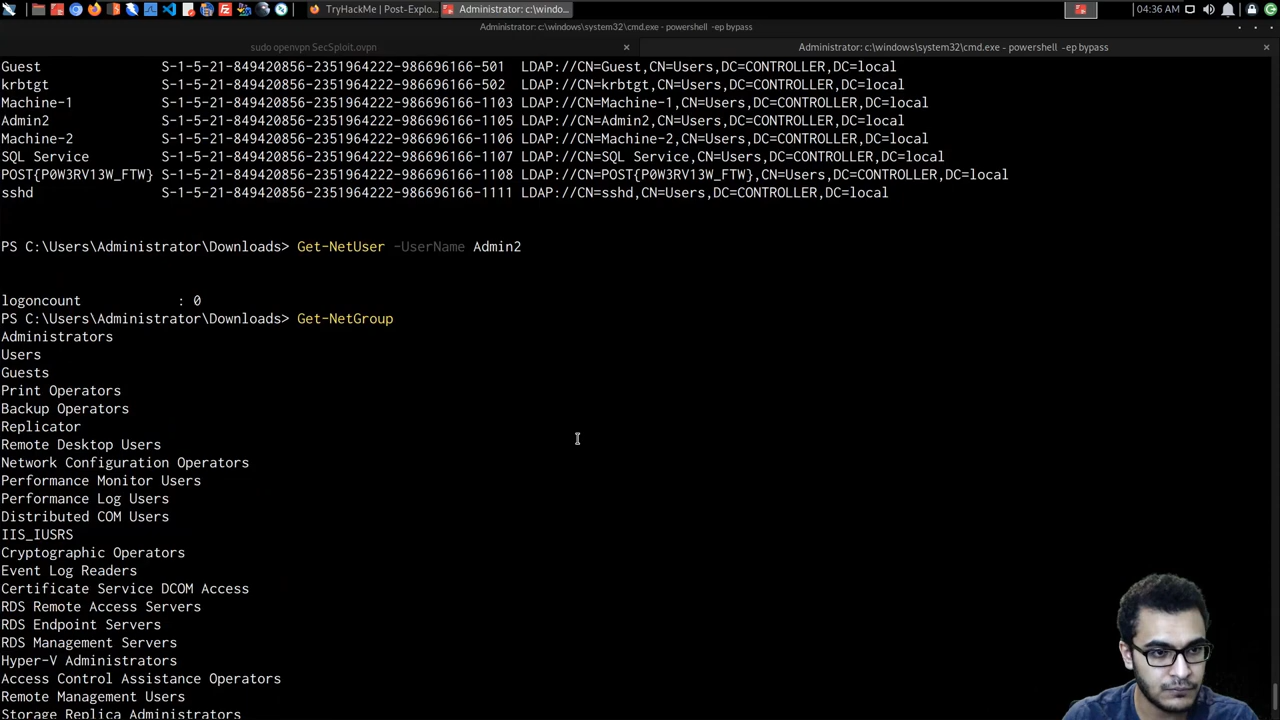 TryHackMe | Post-Explo...
Administrator: c:\windo...
04:36 AM
Administrator: c:\windows\system32\cmd.exe - powershell -ep bypass
sudo openvpn SecSploit.ovpn
Administrator: c:\windows\system32\cmd.exe - powershell -ep bypass
Guest S-1-5-21-849420856-2351964222-986696166-501 LDAP://CN=Guest,CN=Users,DC=CONTROLLER,DC=local
krbtgt S-1-5-21-849420856-2351964222-986696166-502 LDAP://CN=krbtgt,CN=Users,DC=CONTROLLER,DC=local
Machine-1 S-1-5-21-849420856-2351964222-986696166-1103 LDAP://CN=Machine-1,CN=Users,DC=CONTROLLER,DC=local
Admin2 S-1-5-21-849420856-2351964222-986696166-1105 LDAP://CN=Admin2,CN=Users,DC=CONTROLLER,DC=local
Machine-2 S-1-5-21-849420856-2351964222-986696166-1106 LDAP://CN=Machine-2,CN=Users,DC=CONTROLLER,DC=local
SQL Service S-1-5-21-849420856-2351964222-986696166-1107 LDAP://CN=SQL Service,CN=Users,DC=CONTROLLER,DC=local
POST{P0W3RV13W_FTW} S-1-5-21-849420856-2351964222-986696166-1108 LDAP://CN=POST{P0W3RV13W_FTW},CN=Users,DC=CONTROLLER,DC=local
sshd S-1-5-21-849420856-2351964222-986696166-1111 LDAP://CN=sshd,CN=Users,DC=CONTROLLER,DC=local
PS C:\Users\Administrator\Downloads> Get-NetUser -UserName Admin2
logoncount : 0
PS C:\Users\Administrator\Downloads> Get-NetGroup
Administrators
Users
Guests
Print Operators
Backup Operators
Replicator
Remote Desktop Users
Network Configuration Operators
Performance Monitor Users
Performance Log Users
Distributed COM Users
IIS_IUSRS
Cryptographic Operators
Event Log Readers
Certificate Service DCOM Access
RDS Remote Access Servers
RDS Endpoint Servers
RDS Management Servers
Hyper-V Administrators
Access Control Assistance Operators
Remote Management Users
Storage Replica Administrators